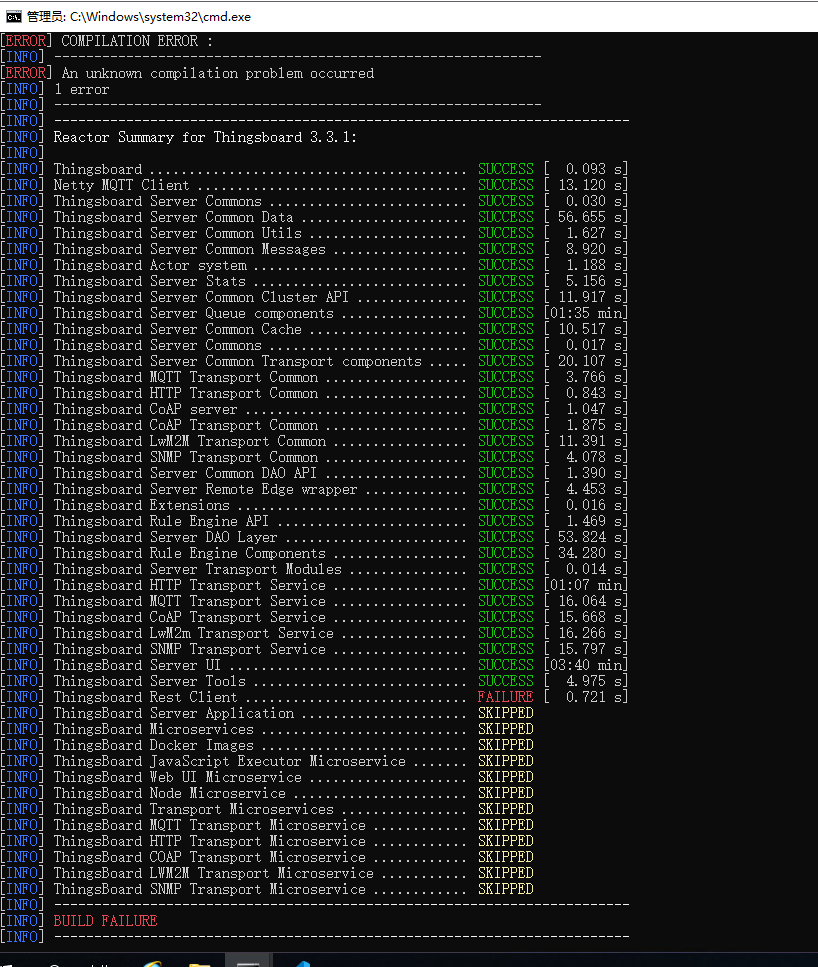 管理员: C:\Windows\system32\cmd.exe
[ERROR] COMPILATION ERROR :
[INFO] -------------------------------------------------------------
[ERROR] An unknown compilation problem occurred
[INFO] 1 error
[INFO] -------------------------------------------------------------
[INFO] ------------------------------------------------------------------------
[INFO] Reactor Summary for Thingsboard 3.3.1:
[INFO]
[INFO] Thingsboard ........................................ SUCCESS [  0.093 s]
[INFO] Netty MQTT Client .................................. SUCCESS [ 13.120 s]
[INFO] Thingsboard Server Commons ......................... SUCCESS [  0.030 s]
[INFO] Thingsboard Server Common Data ..................... SUCCESS [ 56.655 s]
[INFO] Thingsboard Server Common Utils .................... SUCCESS [  1.627 s]
[INFO] Thingsboard Server Common Messages ................. SUCCESS [  8.920 s]
[INFO] Thingsboard Actor system ........................... SUCCESS [  1.188 s]
[INFO] Thingsboard Server Stats ........................... SUCCESS [  5.156 s]
[INFO] Thingsboard Server Common Cluster API .............. SUCCESS [ 11.917 s]
[INFO] Thingsboard Server Queue components ................ SUCCESS [01:35 min]
[INFO] Thingsboard Server Common Cache .................... SUCCESS [ 10.517 s]
[INFO] Thingsboard Server Commons ......................... SUCCESS [  0.017 s]
[INFO] Thingsboard Server Common Transport components ..... SUCCESS [ 20.107 s]
[INFO] Thingsboard MQTT Transport Common .................. SUCCESS [  3.766 s]
[INFO] Thingsboard HTTP Transport Common .................. SUCCESS [  0.843 s]
[INFO] Thingsboard CoAP server ............................ SUCCESS [  1.047 s]
[INFO] Thingsboard CoAP Transport Common .................. SUCCESS [  1.875 s]
[INFO] Thingsboard LwM2M Transport Common ................. SUCCESS [ 11.391 s]
[INFO] Thingsboard SNMP Transport Common .................. SUCCESS [  4.078 s]
[INFO] Thingsboard Server Common DAO API .................. SUCCESS [  1.390 s]
[INFO] Thingsboard Server Remote Edge wrapper ............. SUCCESS [  4.453 s]
[INFO] Thingsboard Extensions ............................. SUCCESS [  0.016 s]
[INFO] Thingsboard Rule Engine API ........................ SUCCESS [  1.469 s]
[INFO] Thingsboard Server DAO Layer ....................... SUCCESS [ 53.824 s]
[INFO] Thingsboard Rule Engine Components ................. SUCCESS [ 34.280 s]
[INFO] Thingsboard Server Transport Modules ............... SUCCESS [  0.014 s]
[INFO] Thingsboard HTTP Transport Service ................. SUCCESS [01:07 min]
[INFO] Thingsboard MQTT Transport Service ................. SUCCESS [ 16.064 s]
[INFO] Thingsboard CoAP Transport Service ................. SUCCESS [ 15.668 s]
[INFO] Thingsboard LwM2m Transport Service ................ SUCCESS [ 16.266 s]
[INFO] Thingsboard SNMP Transport Service ................. SUCCESS [ 15.797 s]
[INFO] ThingsBoard Server UI .............................. SUCCESS [03:40 min]
[INFO] Thingsboard Server Tools ........................... SUCCESS [  4.975 s]
[INFO] Thingsboard Rest Client ............................ FAILURE [  0.721 s]
[INFO] ThingsBoard Server Application ..................... SKIPPED
[INFO] ThingsBoard Microservices .......................... SKIPPED
[INFO] ThingsBoard Docker Images .......................... SKIPPED
[INFO] ThingsBoard JavaScript Executor Microservice ....... SKIPPED
[INFO] ThingsBoard Web UI Microservice .................... SKIPPED
[INFO] ThingsBoard Node Microservice ...................... SKIPPED
[INFO] ThingsBoard Transport Microservices ................ SKIPPED
[INFO] ThingsBoard MQTT Transport Microservice ............ SKIPPED
[INFO] ThingsBoard HTTP Transport Microservice ............ SKIPPED
[INFO] ThingsBoard COAP Transport Microservice ............ SKIPPED
[INFO] ThingsBoard LWM2M Transport Microservice ........... SKIPPED
[INFO] ThingsBoard SNMP Transport Microservice ............ SKIPPED
[INFO] ------------------------------------------------------------------------
[INFO] BUILD FAILURE
[INFO] ------------------------------------------------------------------------